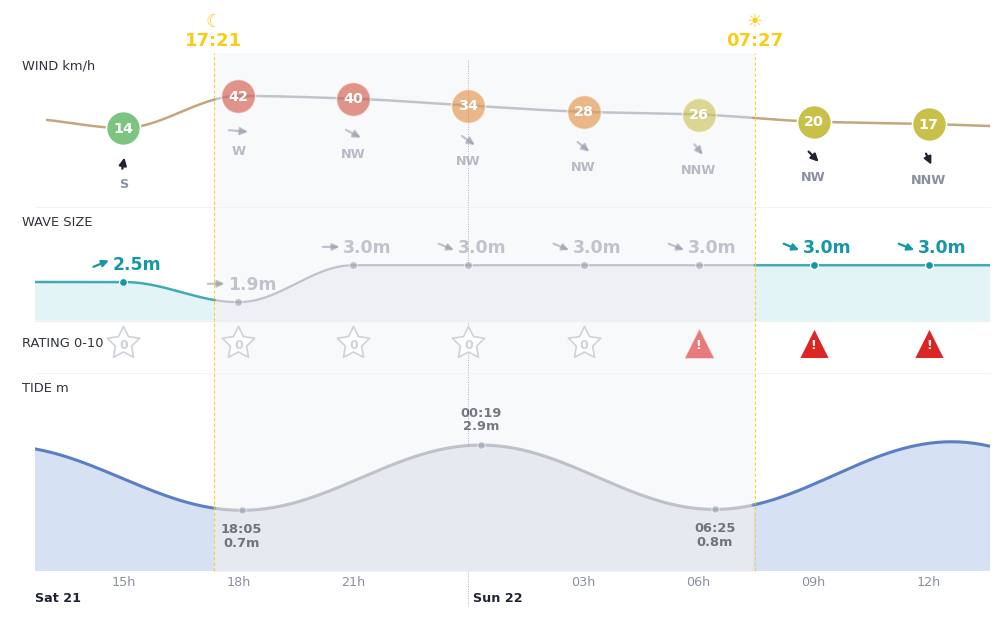 17:21 07:27
WIND km/h
14 42 40 34 28 26 20 17
S W NW NW NW NNW NW NNW
WAVE SIZE
2.5m 1.9m 3.0m 3.0m 3.0m 3.0m 3.0m 3.0m
RATING 0-10 0 0 0 0 0 ! ! !
TIDE m
00:19
2.9m
18:05 06:25
0.7m 0.8m
15h 18h 21h 03h 06h 09h 12h
Sat 21 Sun 22